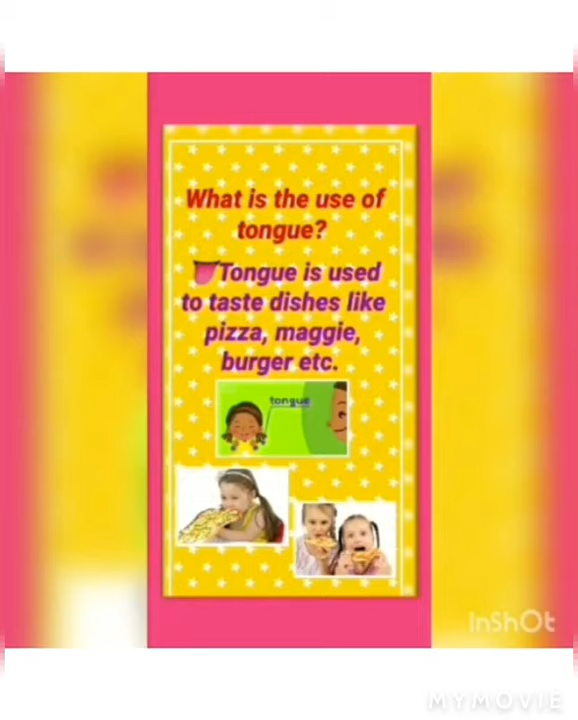 What is the use of
tongue?
Tongue is used
to taste dishes like
pizza, maggie,
burger etc.
tongue
InShOt
MYMOVIE